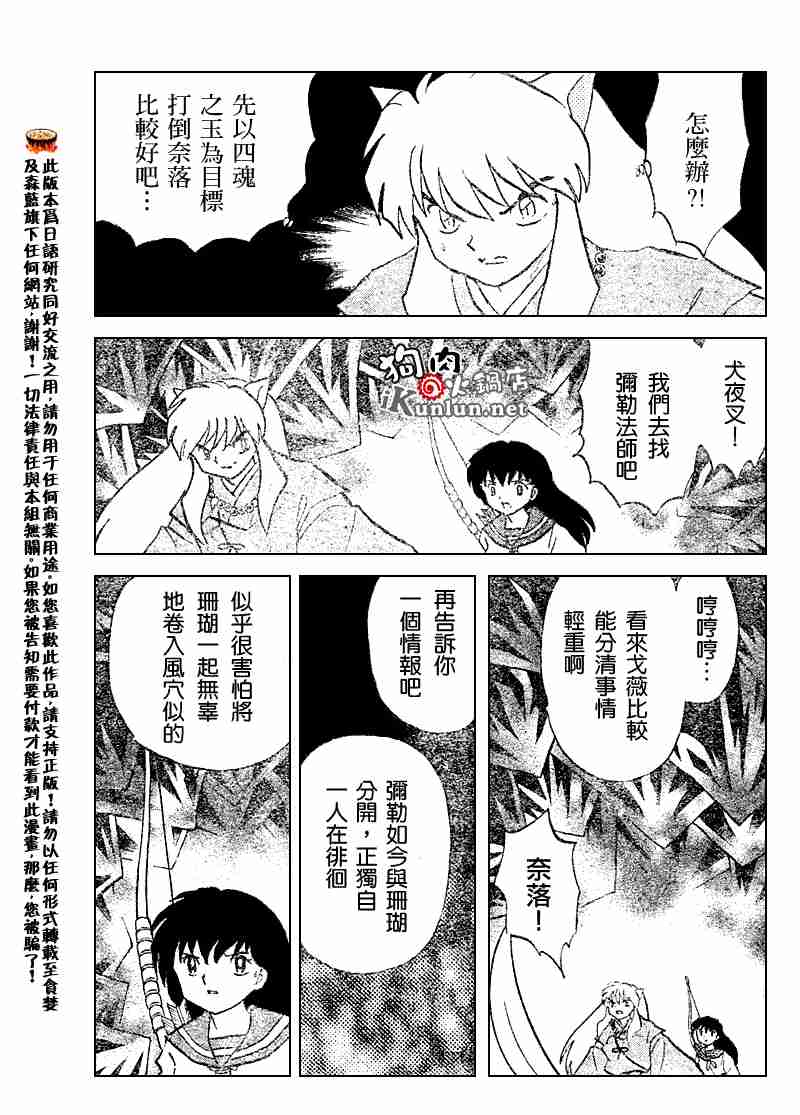 怎麼辦?!
先以四魂
之玉為目標
打倒奈落
比較好吧…
犬夜叉!
我們去找
彌勒法師吧
狗肉火鍋店
iKunlun.net
哼哼哼…
看來戈薇比較
能分清事情
輕重啊
奈落!
再告訴你
一個情報吧
彌勒如今與珊瑚
分開,正獨自
一人在徘徊
似乎很害怕將
珊瑚一起無辜
地卷入風穴似的
此版本爲日語研究同好交流之用,請勿用于任何商業用途。如您喜歡此作品,請支持正版!請勿以任何形式轉載至貪婪
及森藍旗下任何網站,謝謝!一切法律責任與本組無關。如果您被告知需要付款才能看到此漫畫,那麼,您被騙了!